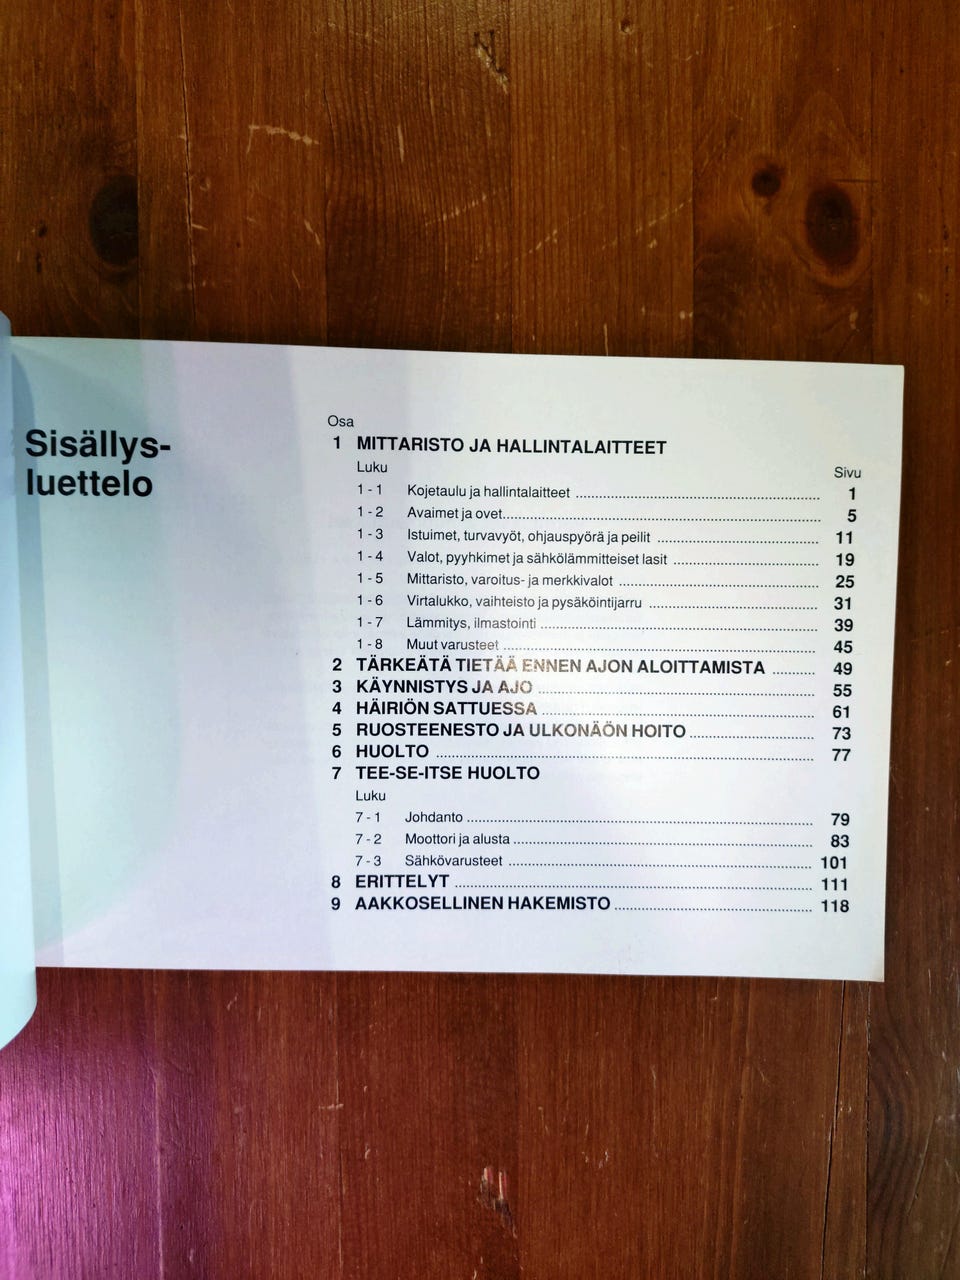 Sisällys-
luettelo
Osa
1 MITTARISTO JA HALLINTALAITTEET
Luku Sivu
1 - 1 Kojetaulu ja hallintalaitteet 1
1 - 2 Avaimet ja ovet 5
1 - 3 Istuimet, turvavyöt, ohjauspyörä ja peilit 11
1 - 4 Valot, pyyhkimet ja sähkölämmitteiset lasit 19
1 - 5 Mittaristo, varoitus- ja merkkivalot 25
1 - 6 Virtalukko, vaihteisto ja pysäköintijarru 31
1 - 7 Lämmitys, ilmastointi 39
1 - 8 Muut varusteet 45
2 TÄRKEÄTÄ TIETÄÄ ENNEN AJON ALOITTAMISTA 49
3 KÄYNNISTYS JA AJO 55
4 HÄIRIÖN SATTUESSA 61
5 RUOSTEENESTO JA ULKONÄÖN HOITO 73
6 HUOLTO 77
7 TEE-SE-ITSE HUOLTO
Luku
7 - 1 Johdanto 79
7 - 2 Moottori ja alusta 83
7 - 3 Sähkövarusteet 101
8 ERITTELYT 111
9 AAKKOSELLINEN HAKEMISTO 118